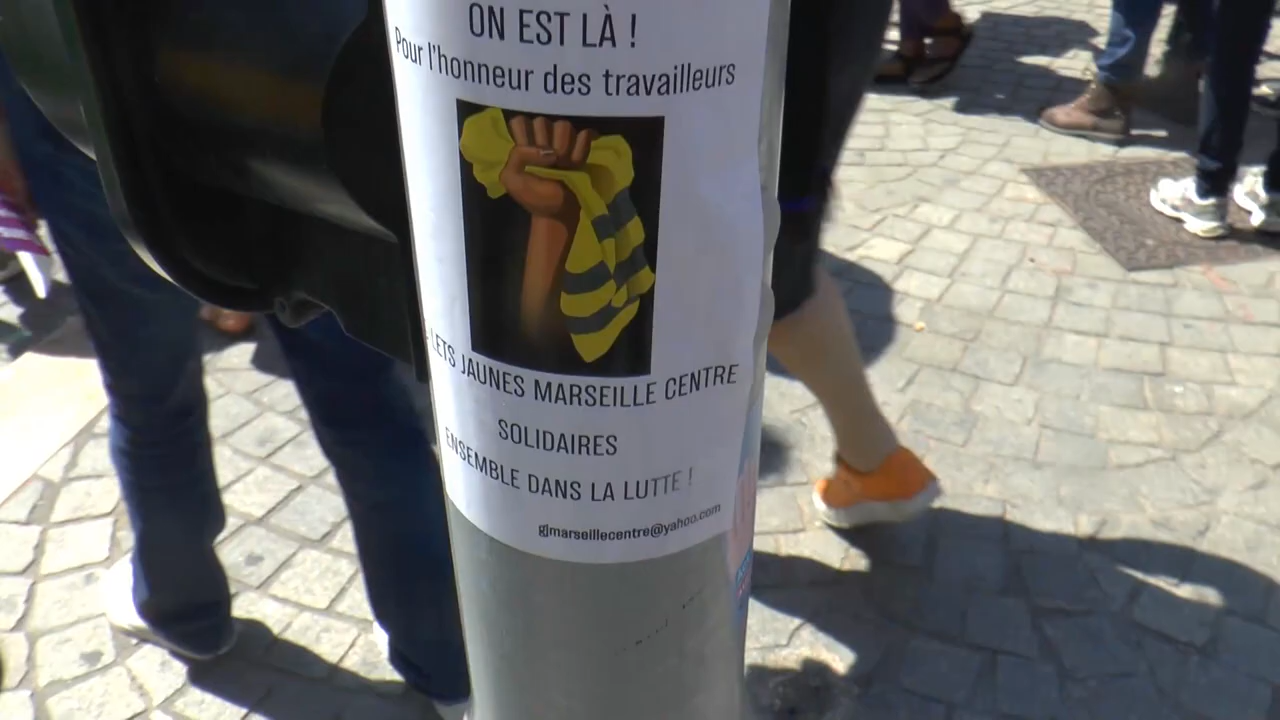 ON EST LÀ !
Pour l'honneur des travailleurs
LETS JAUNES MARSEILLE CENTRE
SOLIDAIRES
ENSEMBLE DANS LA LUTTE !
gjmarseillecentre@yahoo.com